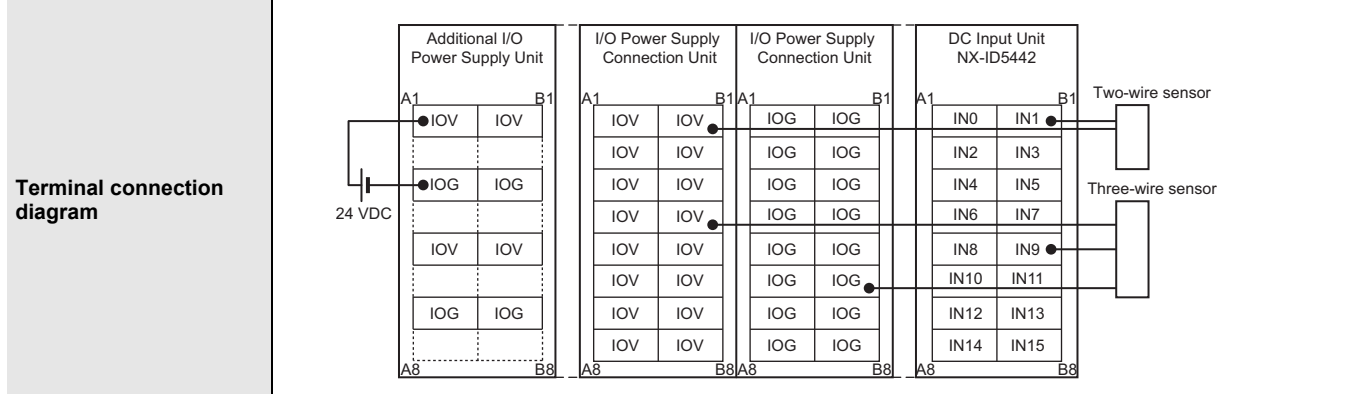 Terminal connection
diagram
Additional I/O
Power Supply Unit
A1 B1
IOV IOV
IOG IOG
IOV IOV
IOG IOG
A8 B8
24 VDC
I/O Power Supply
Connection Unit
A1 B1
IOV IOV
IOV IOV
IOV IOV
IOV IOV
IOV IOV
IOV IOV
IOV IOV
IOV IOV
A8 B8
I/O Power Supply
Connection Unit
A1 B1
IOG IOG
IOG IOG
IOG IOG
IOG IOG
IOG IOG
IOG IOG
IOG IOG
IOG IOG
A8 B8
DC Input Unit
NX-ID5442
A1 B1
IN0 IN1
IN2 IN3
IN4 IN5
IN6 IN7
IN8 IN9
IN10 IN11
IN12 IN13
IN14 IN15
A8 B8
Two-wire sensor
Three-wire sensor